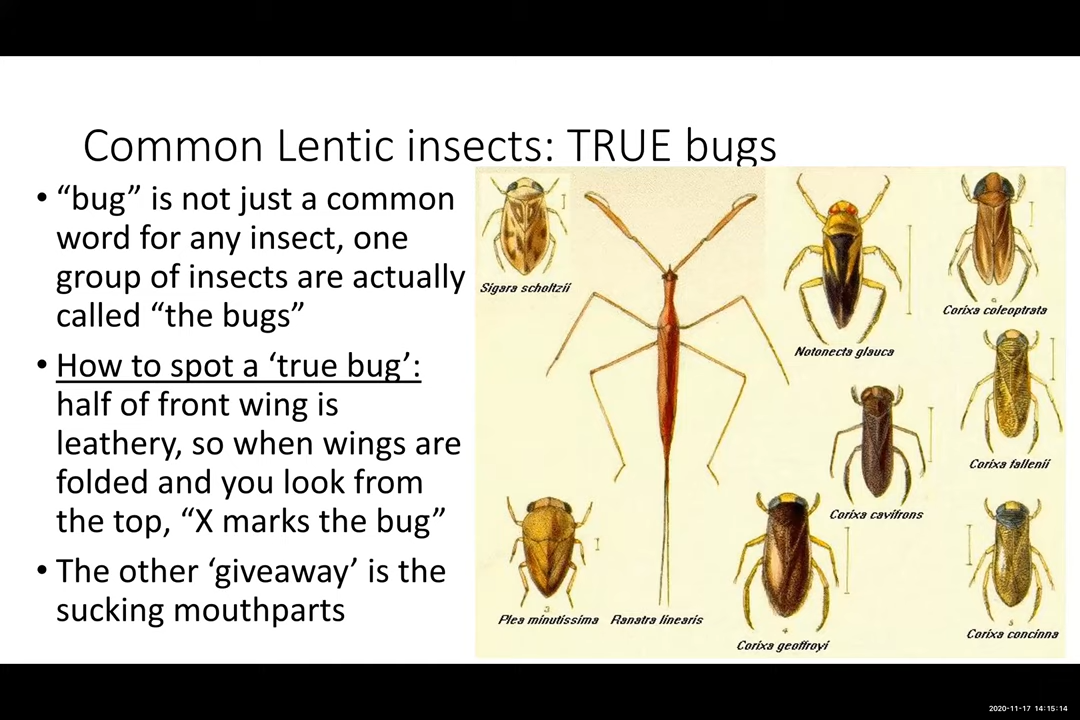 Common Lentic insects: TRUE bugs
• “bug” is not just a common
word for any insect, one
group of insects are actually
called “the bugs”
• How to spot a ‘true bug’:
half of front wing is
leathery, so when wings are
folded and you look from
the top, “X marks the bug”
• The other ‘giveaway’ is the
sucking mouthparts
Sigara scholtzii
Notonecta glauca
Corixa coleoptrata
Corixa fallenii
Corixa cavifrons
Plea minutissima
Ranatra linearis
Corixa geoffroyi
Corixa concinna
2020-11-17 14:15:14